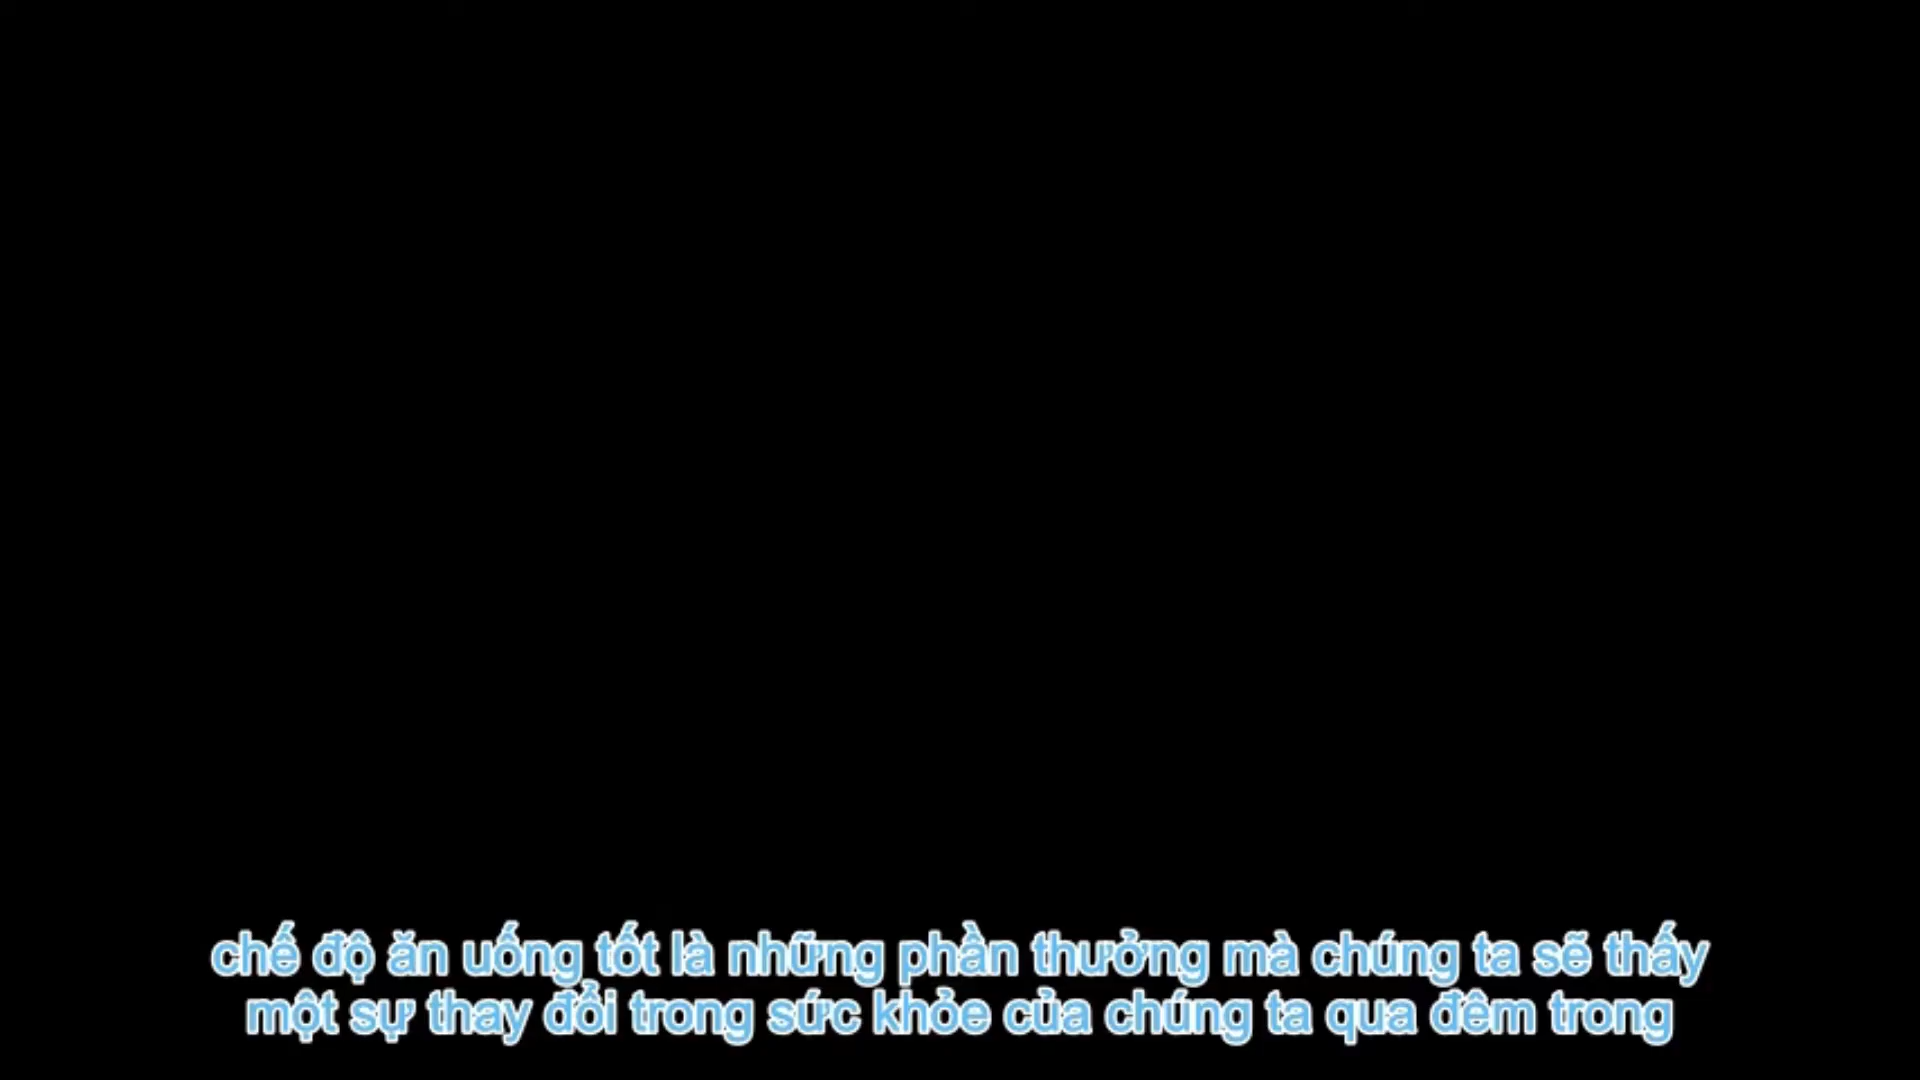 chế độ ăn uống tốt là những phần thưởng mà chúng ta sẽ thấy
một sự thay đổi trong sức khỏe của chúng ta qua đêm trong